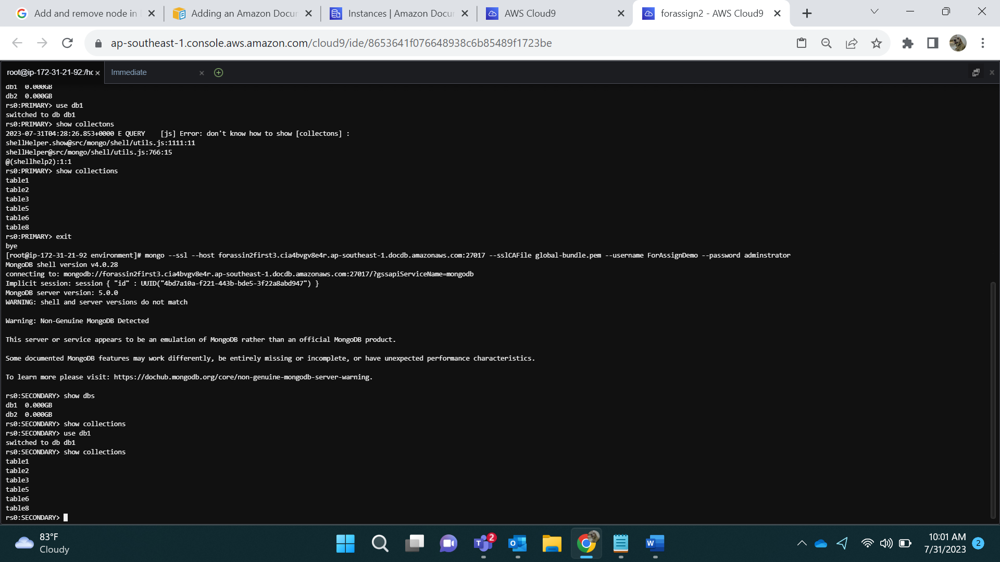 Add and remove node in
Adding an Amazon Docu
Instances | Amazon Docu
AWS Cloud9
forassign2 - AWS Cloud9
ap-southeast-1.console.aws.amazon.com/cloud9/ide/8653641f076648938c6b85489f1723be
root@ip-172-31-21-92:/hc
Immediate
db1  0.000GB
db2  0.000GB
rs0:PRIMARY> use db1
switched to db db1
rs0:PRIMARY> show collectons
2023-07-31T04:28:26.853+0000 E QUERY    [js] Error: don't know how to show [collectons] :
shellHelper.show@src/mongo/shell/utils.js:1111:11
shellHelper@src/mongo/shell/utils.js:766:15
@(shellhelp2):1:1
rs0:PRIMARY> show collections
table1
table2
table3
table5
table6
table8
rs0:PRIMARY> exit
bye
[root@ip-172-31-21-92 environment]# mongo --ssl --host forassin2first3.cia4bvgv8e4r.ap-southeast-1.docdb.amazonaws.com:27017 --sslCAFile global-bundle.pem --username ForAssignDemo --password adminstrator
MongoDB shell version v4.0.28
connecting to: mongodb://forassin2first3.cia4bvgv8e4r.ap-southeast-1.docdb.amazonaws.com:27017/?gssapiServiceName=mongodb
Implicit session: session { "id" : UUID("4bd7a10a-f221-443b-bde5-3f22a8abd947") }
MongoDB server version: 5.0.0
WARNING: shell and server versions do not match
Warning: Non-Genuine MongoDB Detected
This server or service appears to be an emulation of MongoDB rather than an official MongoDB product.
Some documented MongoDB features may work differently, be entirely missing or incomplete, or have unexpected performance characteristics.
To learn more please visit: https://dochub.mongodb.org/core/non-genuine-mongodb-server-warning.
rs0:SECONDARY> show dbs
db1  0.000GB
db2  0.000GB
rs0:SECONDARY> show collections
rs0:SECONDARY> use db1
switched to db db1
rs0:SECONDARY> show collections
table1
table2
table3
table5
table6
table8
rs0:SECONDARY>
83°F
Cloudy
2
10:01 AM
7/31/2023
2